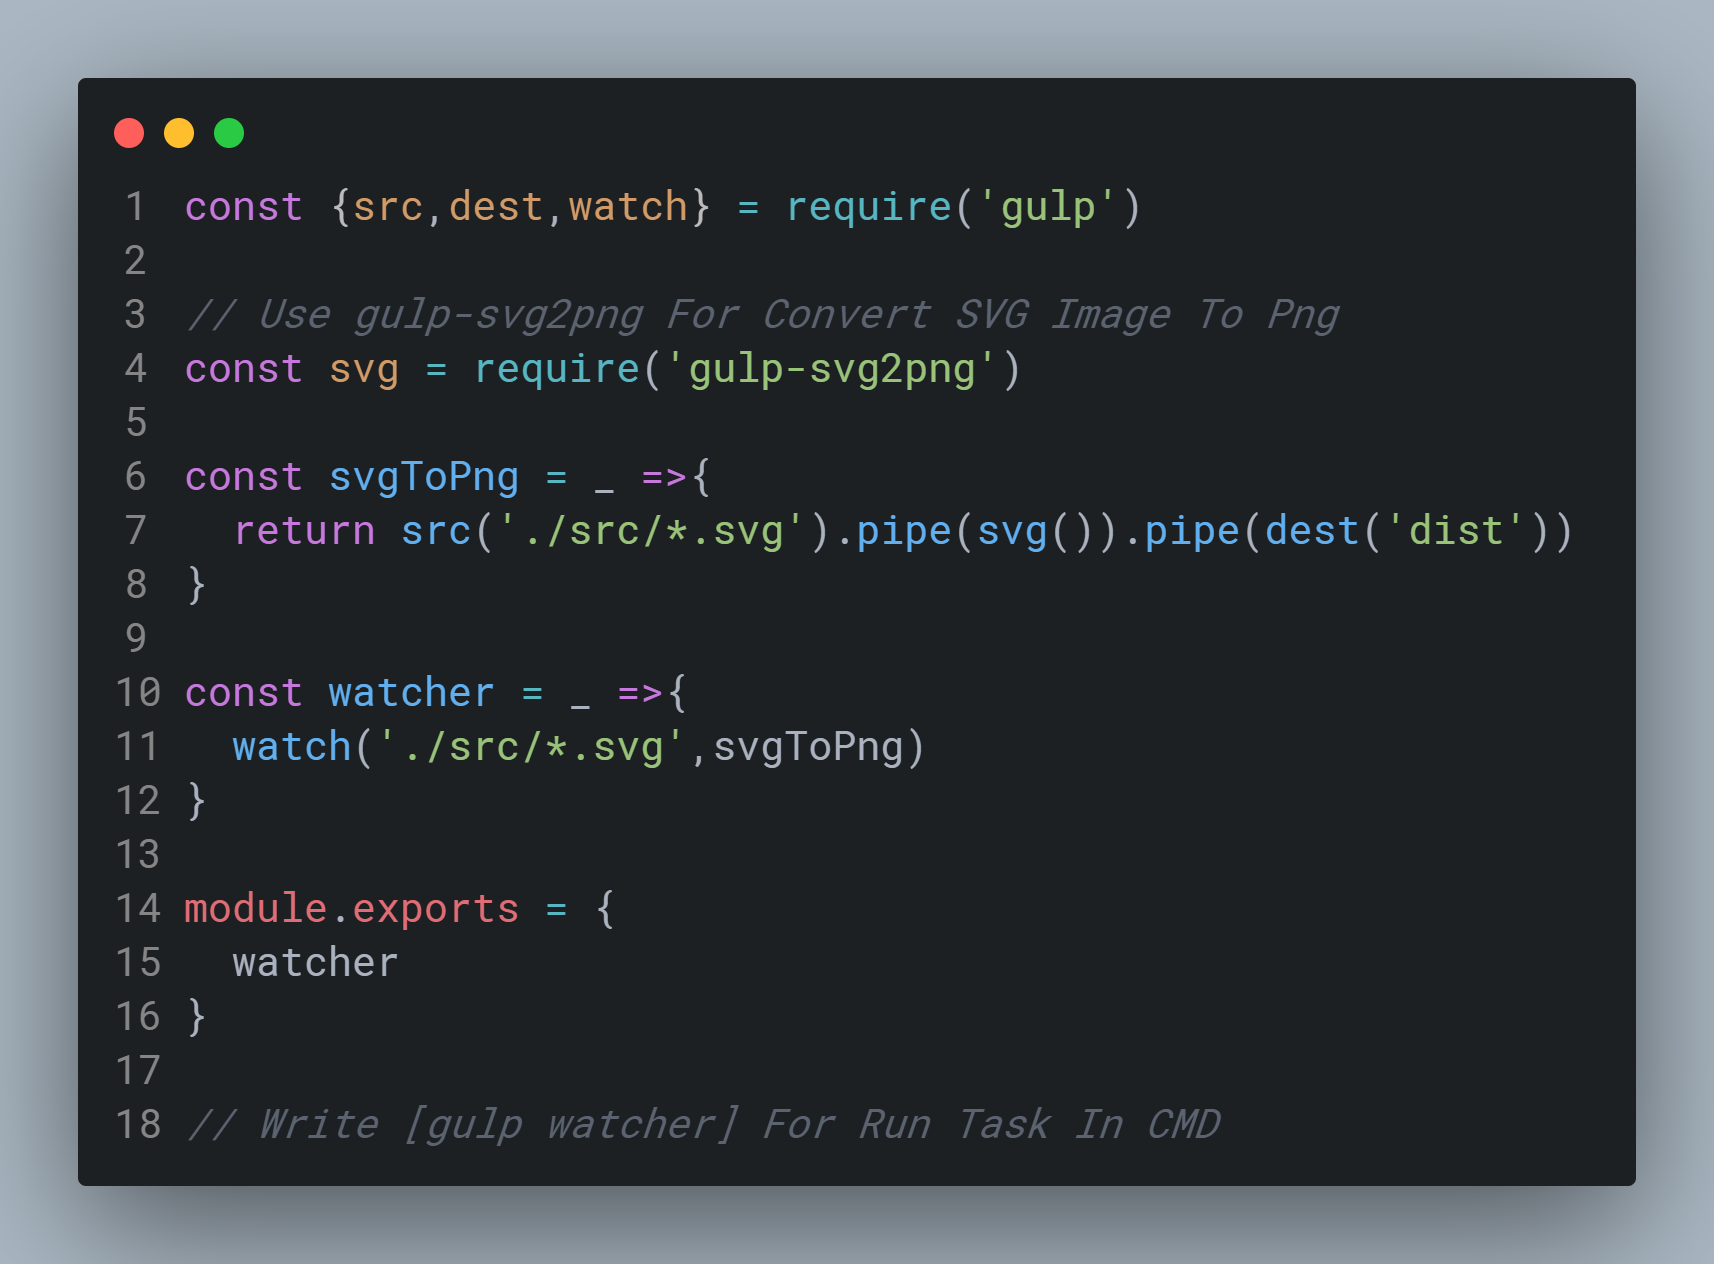 1 const {src,dest,watch} = require('gulp')
2
3 // Use gulp-svg2png For Convert SVG Image To Png
4 const svg = require('gulp-svg2png')
5
6 const svgToPng = _ =>{
7   return src('./src/*.svg').pipe(svg()).pipe(dest('dist'))
8 }
9
10 const watcher = _ =>{
11   watch('./src/*.svg',svgToPng)
12 }
13
14 module.exports = {
15   watcher
16 }
17
18 // Write [gulp watcher] For Run Task In CMD